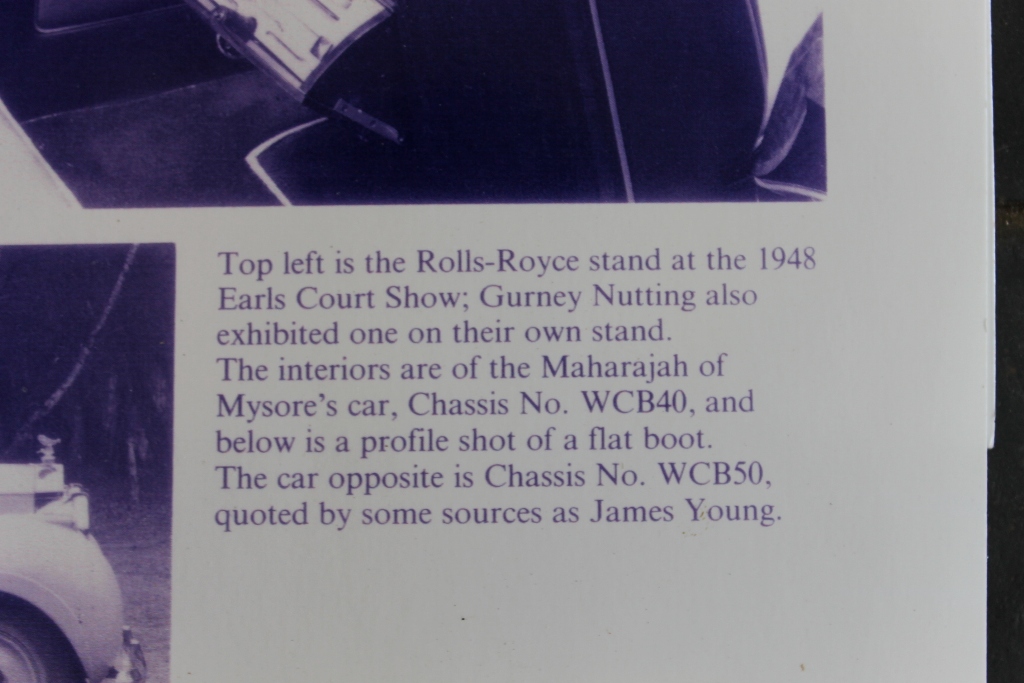 Top left is the Rolls-Royce stand at the 1948
Earls Court Show; Gurney Nutting also
exhibited one on their own stand.
The interiors are of the Maharajah of
Mysore's car, Chassis No. WCB40, and
below is a profile shot of a flat boot.
The car opposite is Chassis No. WCB50,
quoted by some sources as James Young.